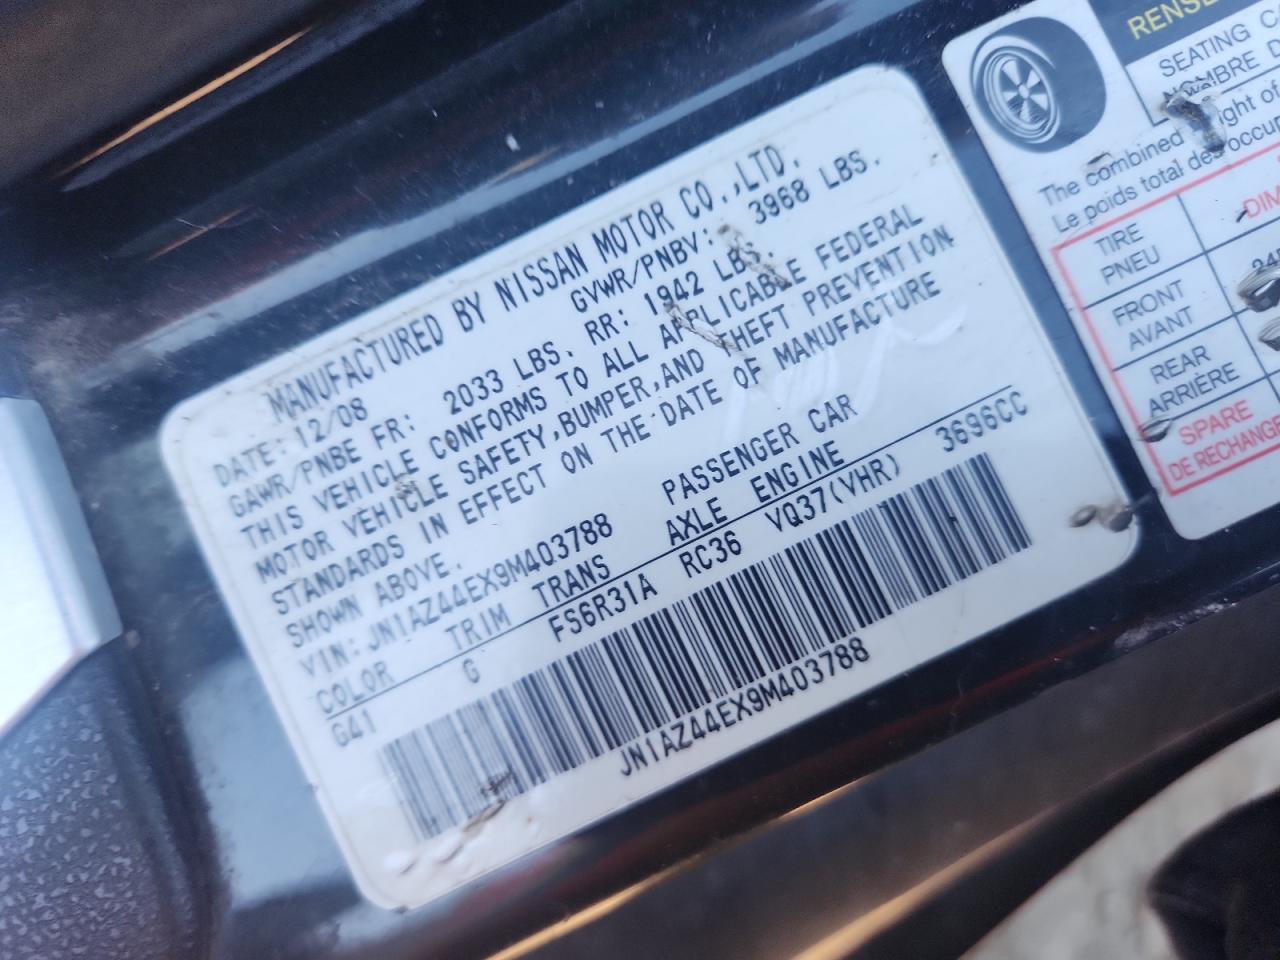 MANUFACTURED BY NISSAN MOTOR CO.,LTD.
DATE: 12/08 GVWR/PNBV: 3968 LBS.
GAWR/PNBE FR: 2033 LBS. RR: 1942 LBS.
THIS VEHICLE CONFORMS TO ALL APPLICABLE FEDERAL
MOTOR VEHICLE SAFETY,BUMPER,AND THEFT PREVENTION
STANDARDS IN EFFECT ON THE DATE OF MANUFACTURE
SHOWN ABOVE.
VIN:JN1AZ44EX9M403788 PASSENGER CAR
COLOR TRIM TRANS AXLE ENGINE
G41 G FS6R31A RC36 VQ37(VHR) 3696CC
JN1AZ44EX9M403788
SEATING
NOMBRE
The combined
Le poids total des
TIRE
PNEU
FRONT
AVANT
REAR
ARRIÈRE
SPARE
DE RECHANGE